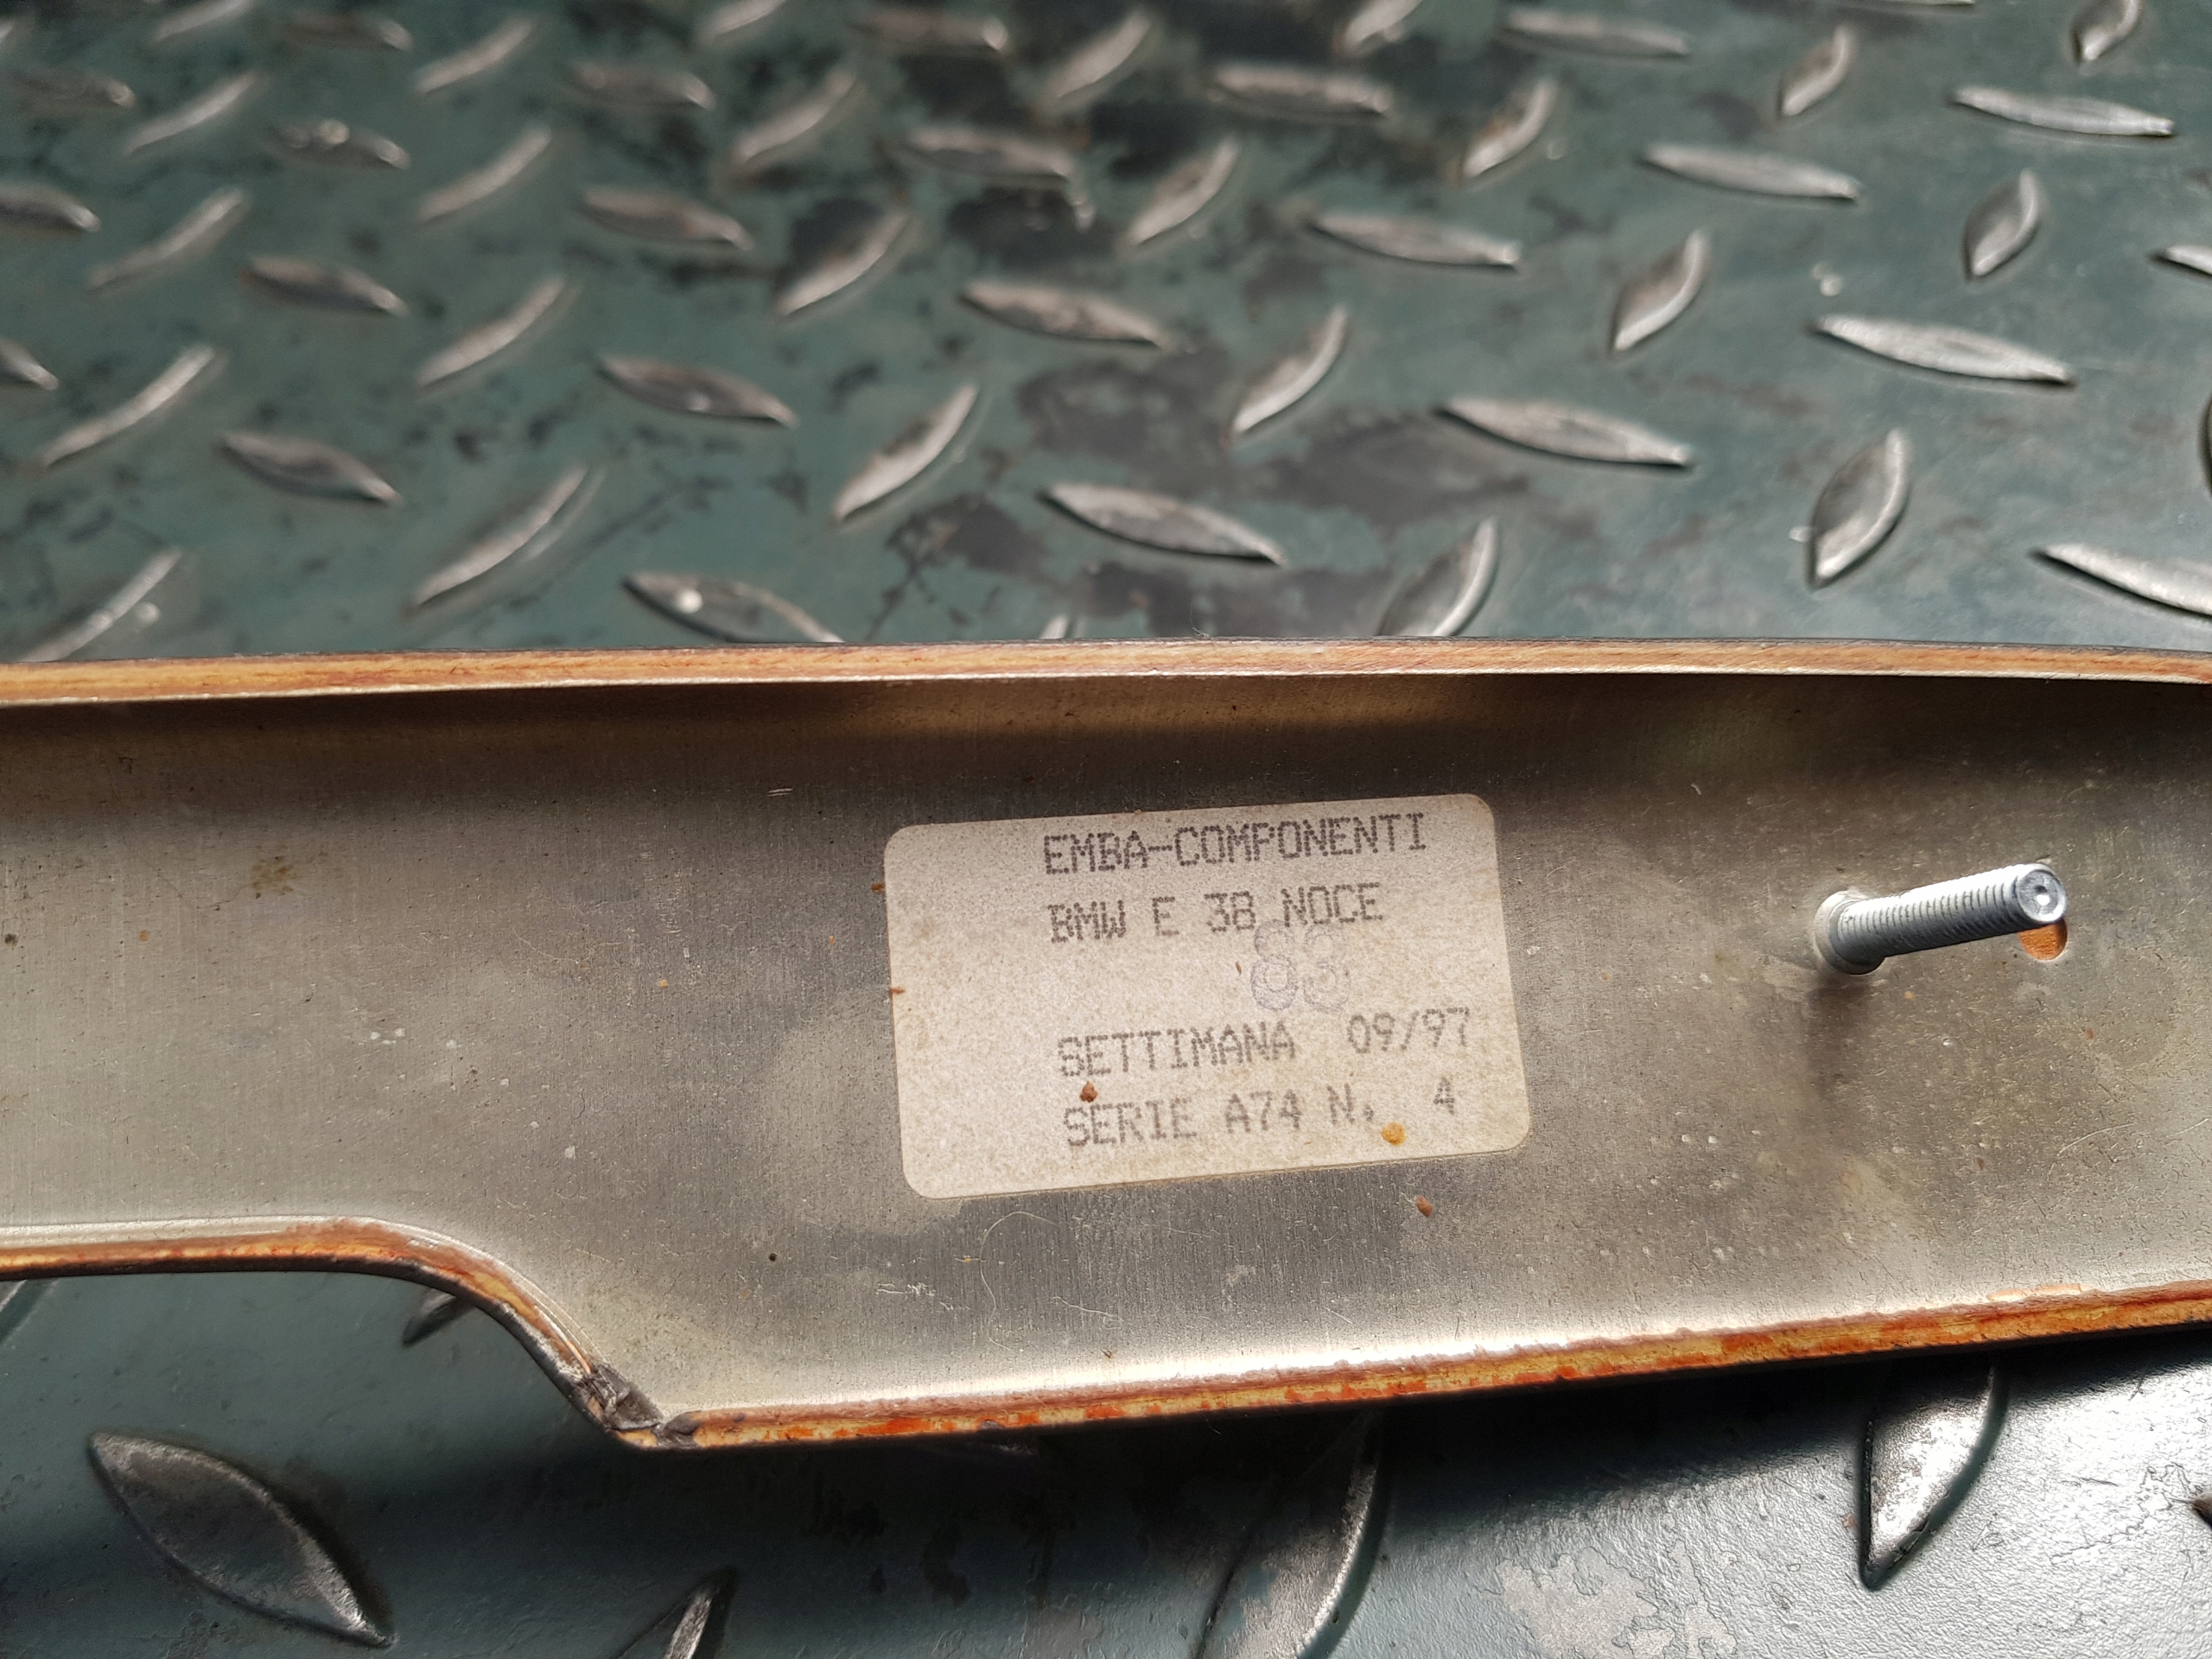 EMBA-COMPONENTI
BMW E 38 NOCE
83
SETTIMANA 09/97
SERIE A74 N. 4